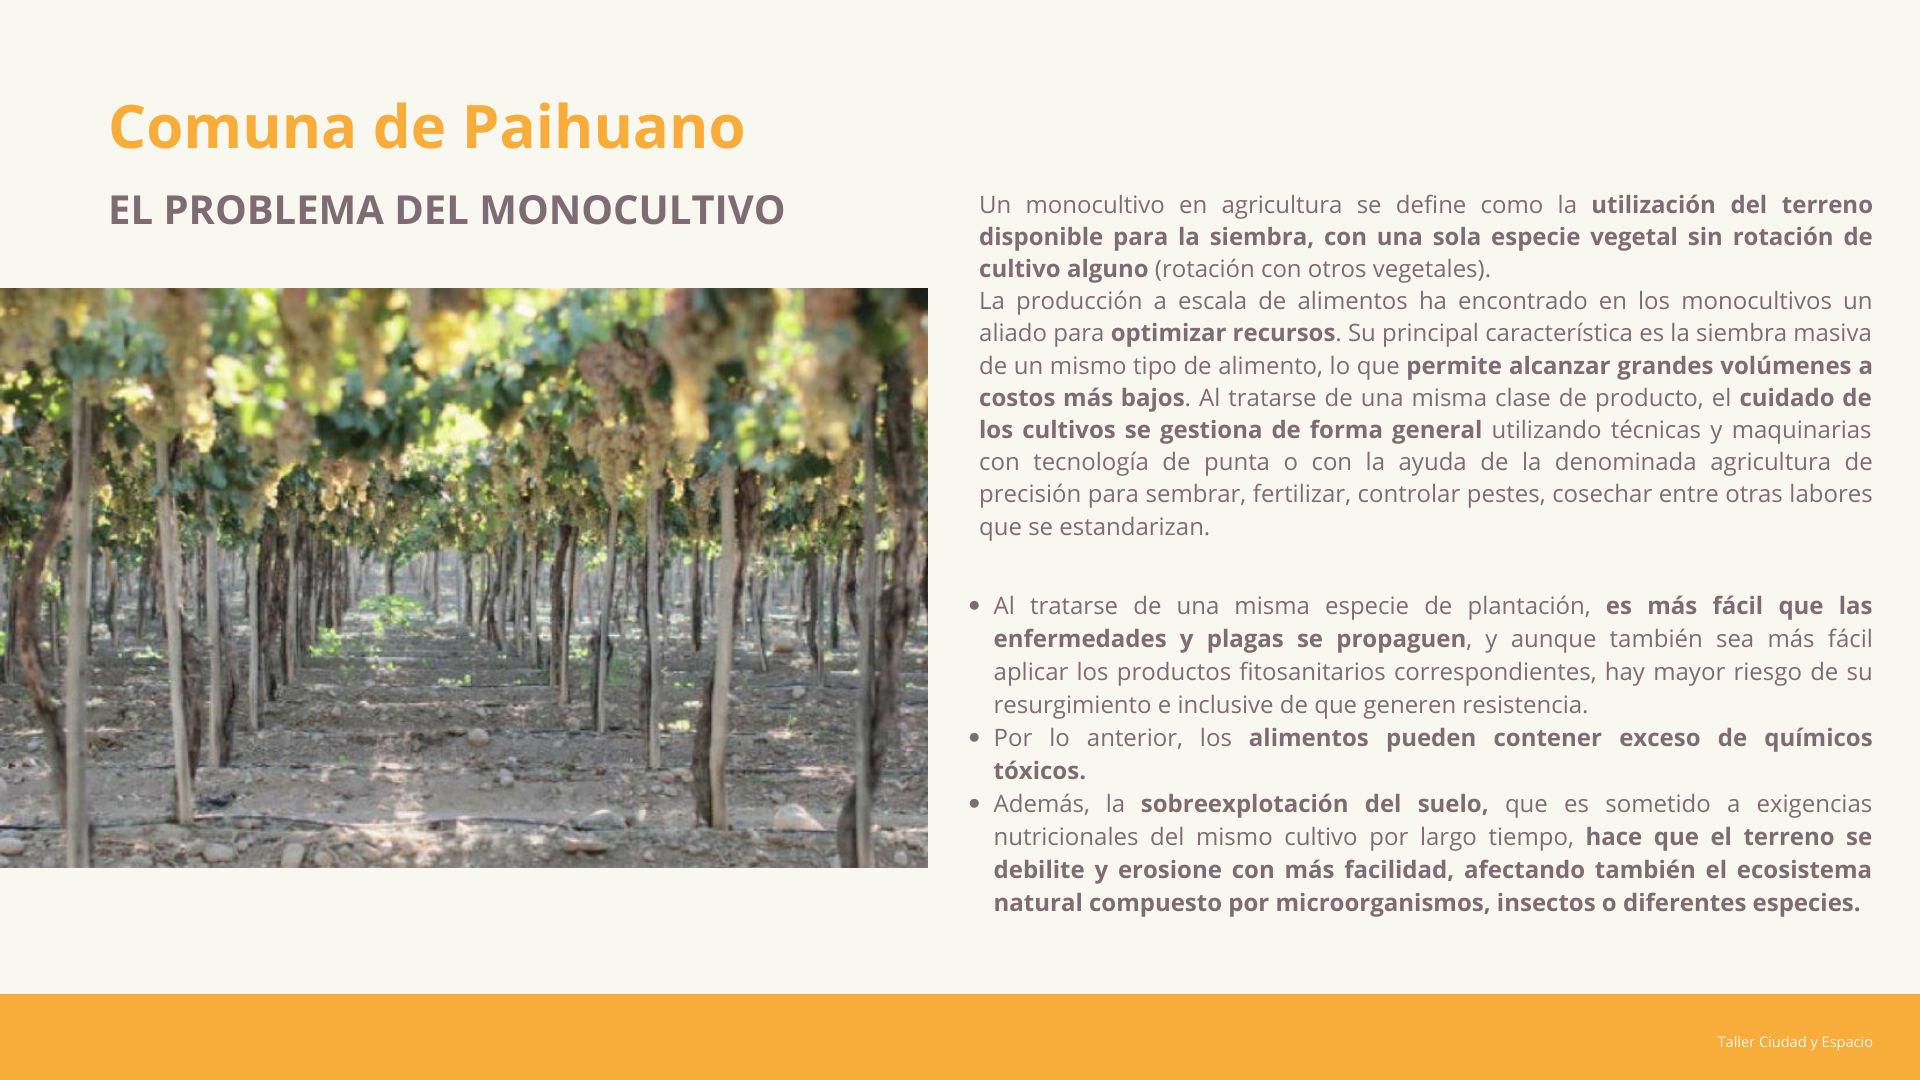 Comuna de Paihuano
EL PROBLEMA DEL MONOCULTIVO
Un monocultivo en agricultura se define como la utilización del terreno
disponible para la siembra, con una sola especie vegetal sin rotación de
cultivo alguno (rotación con otros vegetales).
La producción a escala de alimentos ha encontrado en los monocultivos un
aliado para optimizar recursos. Su principal característica es la siembra masiva
de un mismo tipo de alimento, lo que permite alcanzar grandes volúmenes a
costos más bajos. Al tratarse de una misma clase de producto, el cuidado de
los cultivos se gestiona de forma general utilizando técnicas y maquinarias
con tecnología de punta o con la ayuda de la denominada agricultura de
precisión para sembrar, fertilizar, controlar pestes, cosechar entre otras labores
que se estandarizan.
• Al tratarse de una misma especie de plantación, es más fácil que las
enfermedades y plagas se propaguen, y aunque también sea más fácil
aplicar los productos fitosanitarios correspondientes, hay mayor riesgo de su
resurgimiento e inclusive de que generen resistencia.
• Por lo anterior, los alimentos pueden contener exceso de químicos
tóxicos.
• Además, la sobreexplotación del suelo, que es sometido a exigencias
nutricionales del mismo cultivo por largo tiempo, hace que el terreno se
debilite y erosione con más facilidad, afectando también el ecosistema
natural compuesto por microorganismos, insectos o diferentes especies.
Taller Ciudad y Espacio